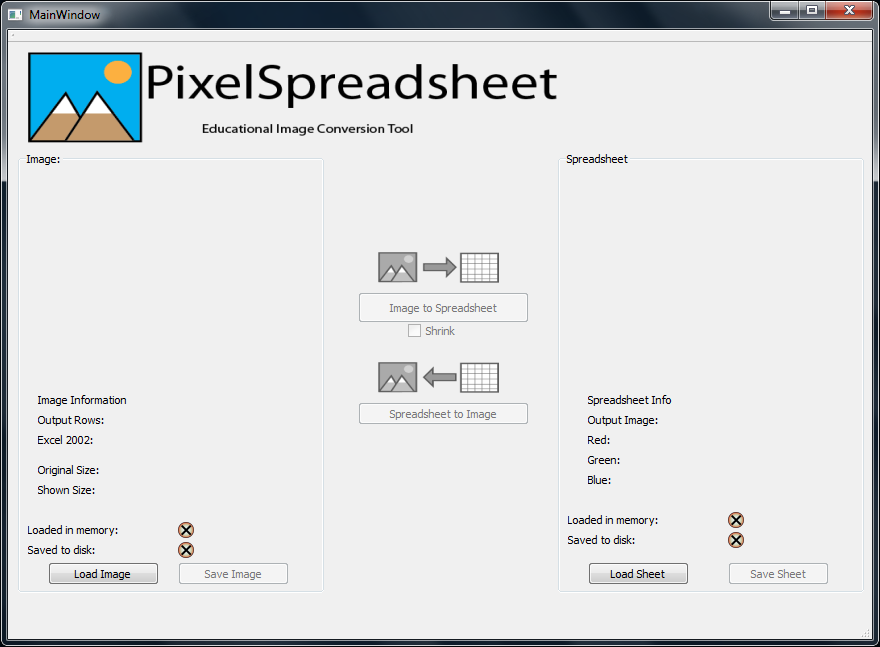 MainWindow
PixelSpreadsheet
Educational Image Conversion Tool
Image:
Image Information
Output Rows:
Excel 2002:
Original Size:
Shown Size:
Loaded in memory:
Saved to disk:
Load Image
Save Image
Image to Spreadsheet
Shrink
Spreadsheet to Image
Spreadsheet
Spreadsheet Info
Output Image:
Red:
Green:
Blue:
Loaded in memory:
Saved to disk:
Load Sheet
Save Sheet